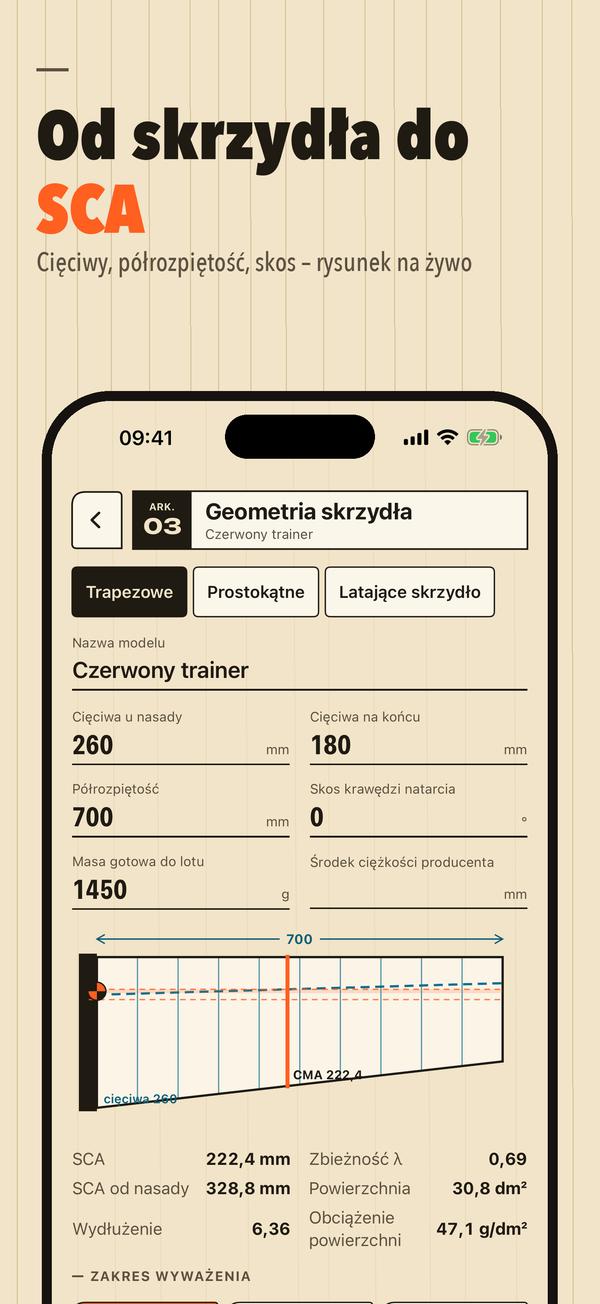 Od skrzydła do
SCA
Cięciwy, półrozpiętość, skos – rysunek na żywo
09:41
ARK.
03
Geometria skrzydła
Czerwony trainer
Trapezowe
Prostokątne
Latające skrzydło
Nazwa modelu
Czerwony trainer
Cięciwa u nasady
Cięciwa na końcu
260 mm
180 mm
Półrozpiętość
Skos krawędzi natarcia
700 mm
0 °
Masa gotowa do lotu
Środek ciężkości producenta
1450 g
mm
700
CMA 222,4
cięciwa 260
SCA 222,4 mm
Zbieżność λ 0,69
SCA od nasady 328,8 mm
Powierzchnia 30,8 dm²
Wydłużenie 6,36
Obciążenie
powierzchni 47,1 g/dm²
— ZAKRES WYWAŻENIA